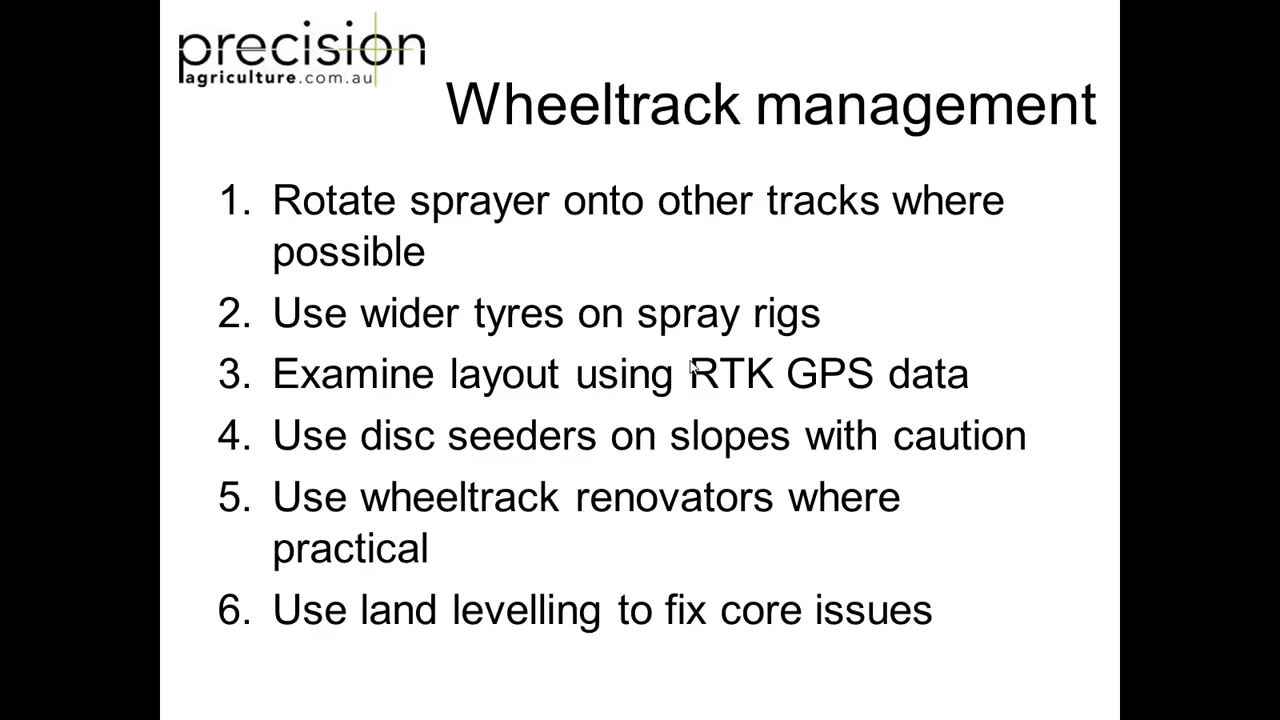 precision
agriculture.com.au
Wheeltrack management
1. Rotate sprayer onto other tracks where
possible
2. Use wider tyres on spray rigs
3. Examine layout using RTK GPS data
4. Use disc seeders on slopes with caution
5. Use wheeltrack renovators where
practical
6. Use land levelling to fix core issues